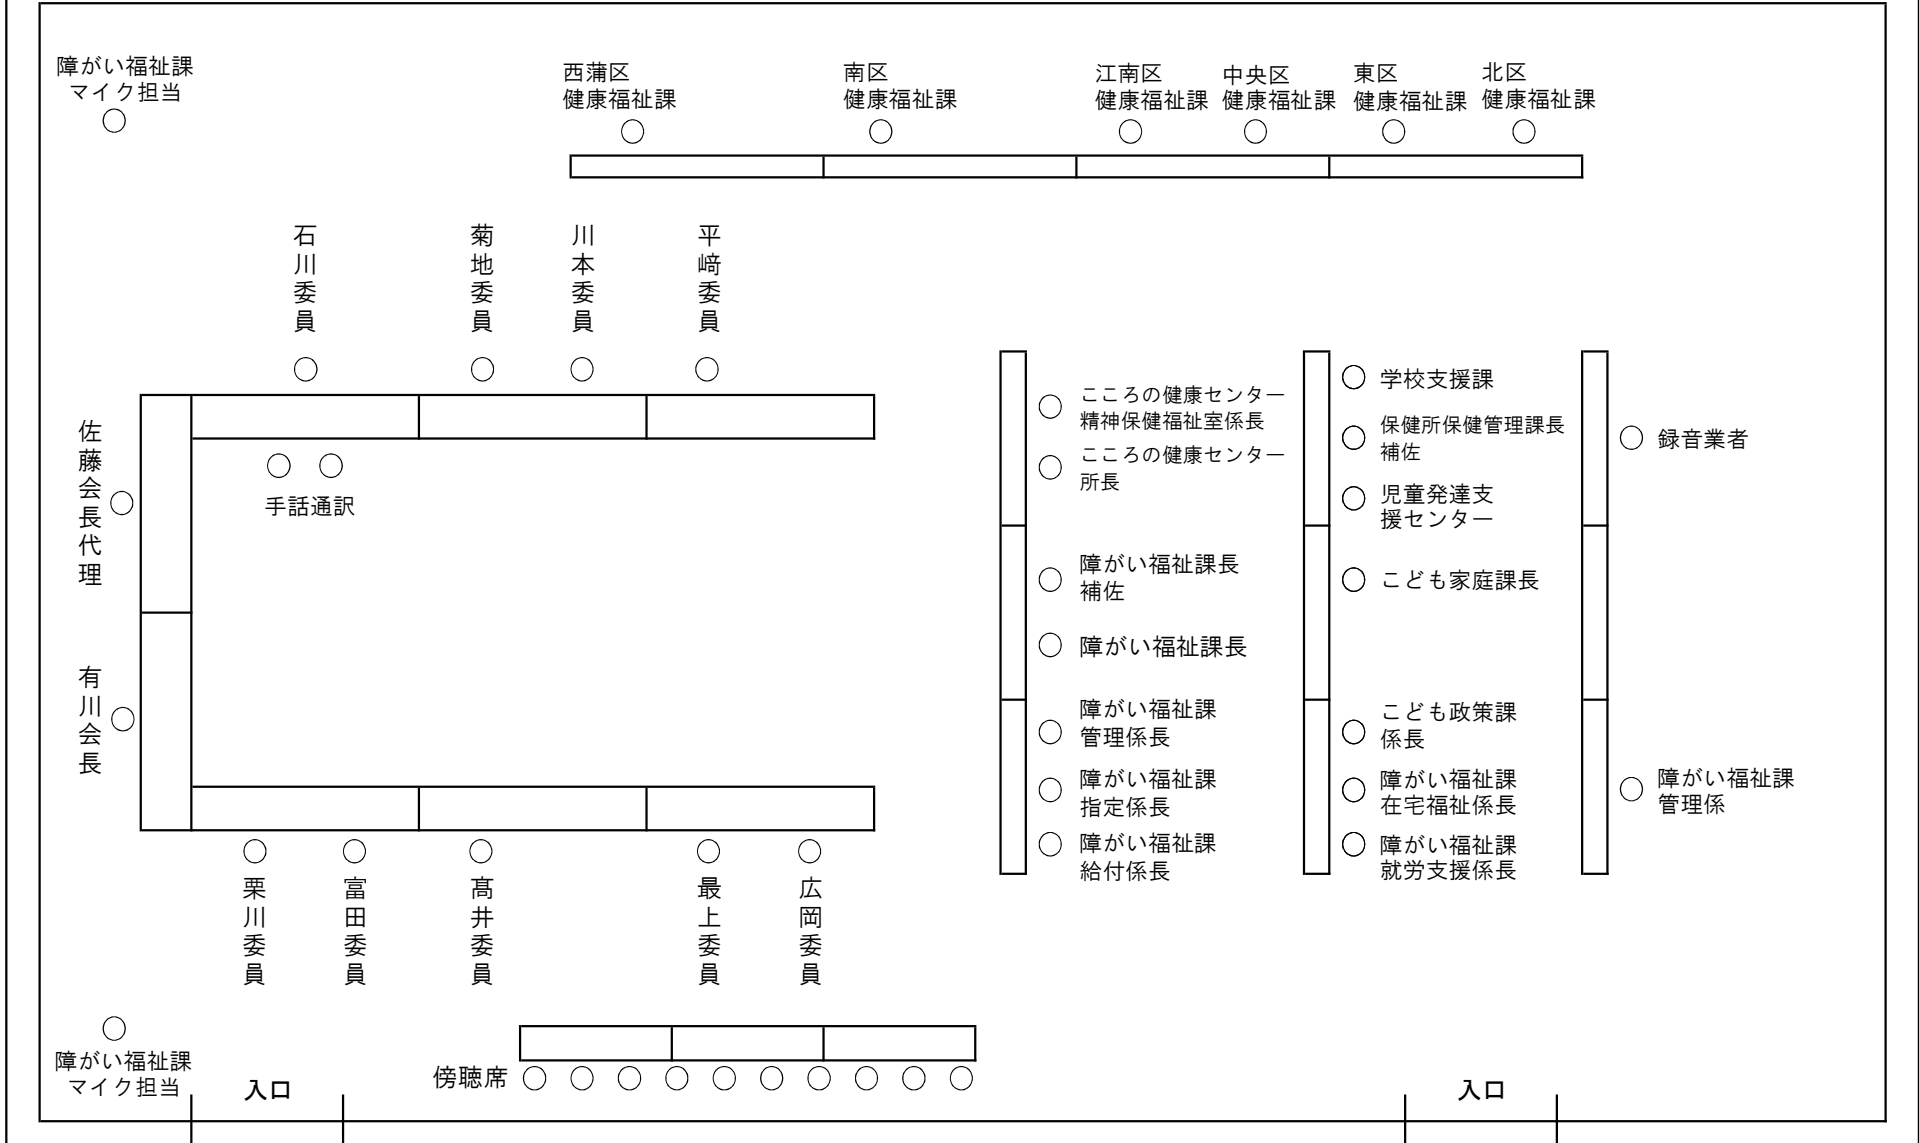 障がい福祉課
マイク担当
西蒲区
健康福祉課
南区
健康福祉課
江南区
健康福祉課
中央区
健康福祉課
東区
健康福祉課
北区
健康福祉課
石川委員
菊地委員
川本委員
平﨑委員
佐藤会長代理
有川会長
手話通訳
栗川委員
富田委員
髙井委員
最上委員
広岡委員
こころの健康センター
精神保健福祉室係長
こころの健康センター
所長
障がい福祉課長
補佐
障がい福祉課長
障がい福祉課
管理係長
障がい福祉課
指定係長
障がい福祉課
給付係長
学校支援課
保健所保健管理課長
補佐
児童発達支
援センター
こども家庭課長
こども政策課
係長
障がい福祉課
在宅福祉係長
障がい福祉課
就労支援係長
録音業者
障がい福祉課
管理係
障がい福祉課
マイク担当
入口
傍聴席
入口